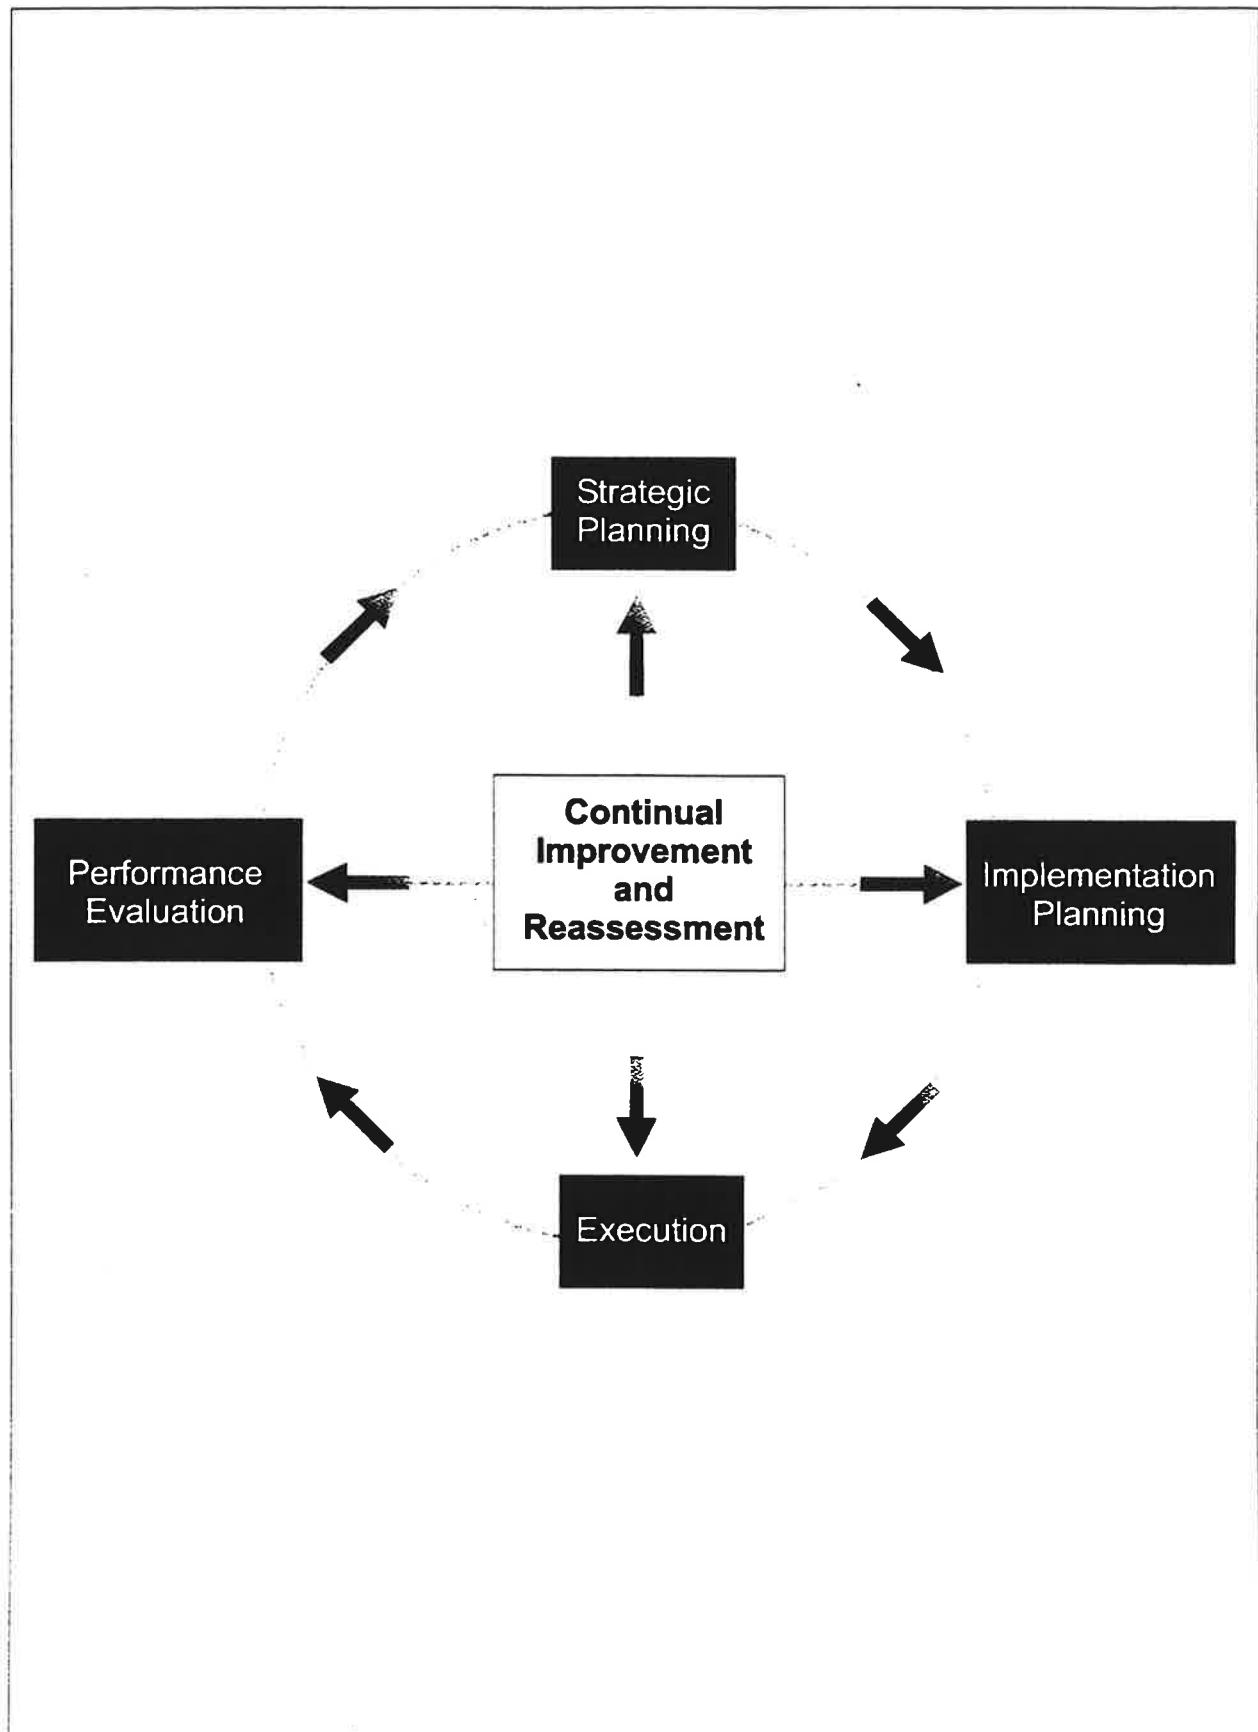 Strategic
Planning
Continual
Improvement
and
Reassessment
Performance
Evaluation
Implementation
Planning
Execution